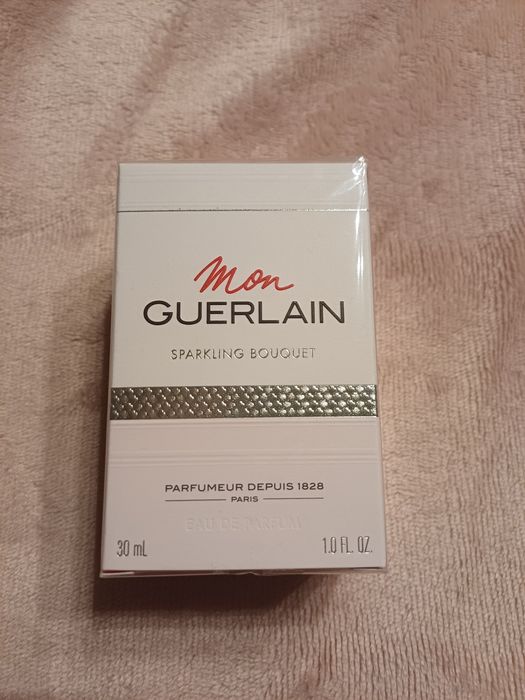 Mon
GUERLAIN
SPARKLING BOUQUET
PARFUMEUR DEPUIS 1828
PARIS
EAU DE PARFUM
30 mL 1.0 FL. OZ.